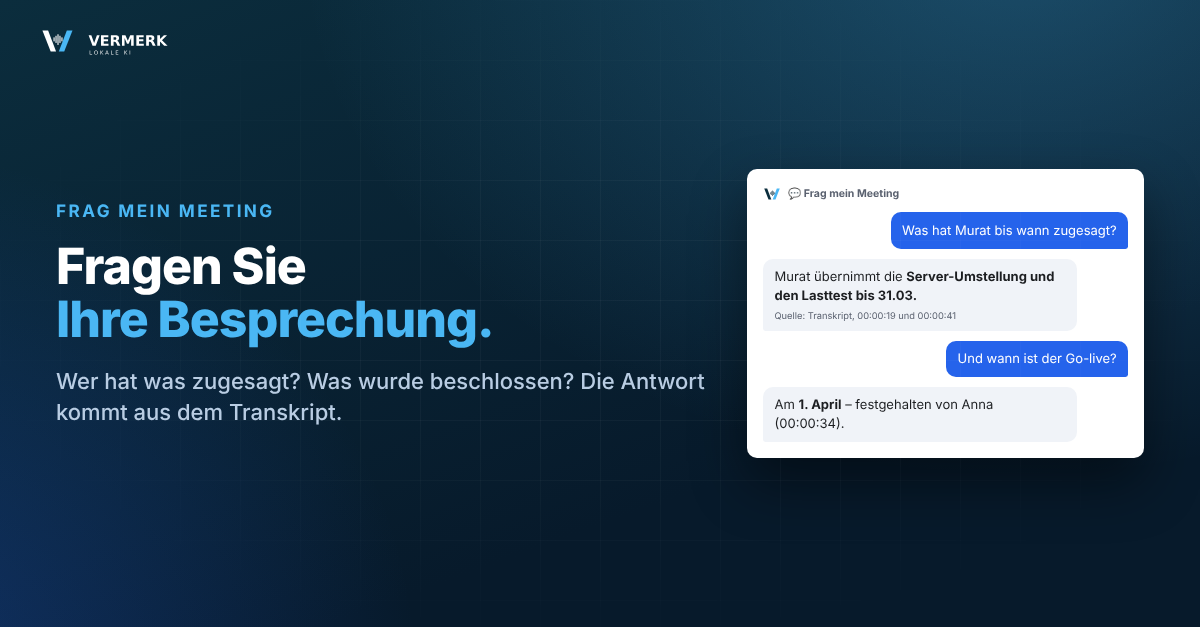 VERMERK
LOKALE KI
FRAG MEIN MEETING
Fragen Sie
Ihre Besprechung.
Wer hat was zugesagt? Was wurde beschlossen? Die Antwort
kommt aus dem Transkript.
💬 Frag mein Meeting
Was hat Murat bis wann zugesagt?
Murat übernimmt die Server-Umstellung und
den Lasttest bis 31.03.
Quelle: Transkript, 00:00:19 und 00:00:41
Und wann ist der Go-live?
Am 1. April – festgehalten von Anna
(00:00:34).